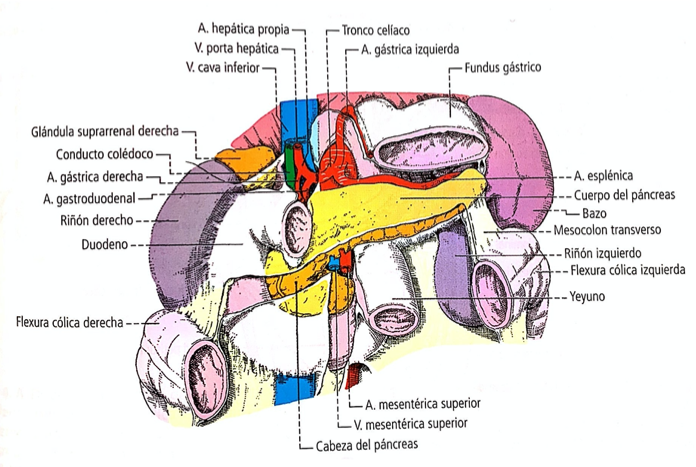 A. hepática propia
V. porta hepática
V. cava inferior
Tronco celíaco
A. gástrica izquierda
Fundus gástrico
Glándula suprarrenal derecha
Conducto colédoco
A. gástrica derecha
A. gastroduodenal
Riñón derecho
Duodeno
Flexura cólica derecha
A. esplénica
Cuerpo del páncreas
Bazo
Mesocolon transverso
Riñón izquierdo
Flexura cólica izquierda
Yeyuno
A. mesentérica superior
V. mesentérica superior
Cabeza del páncreas